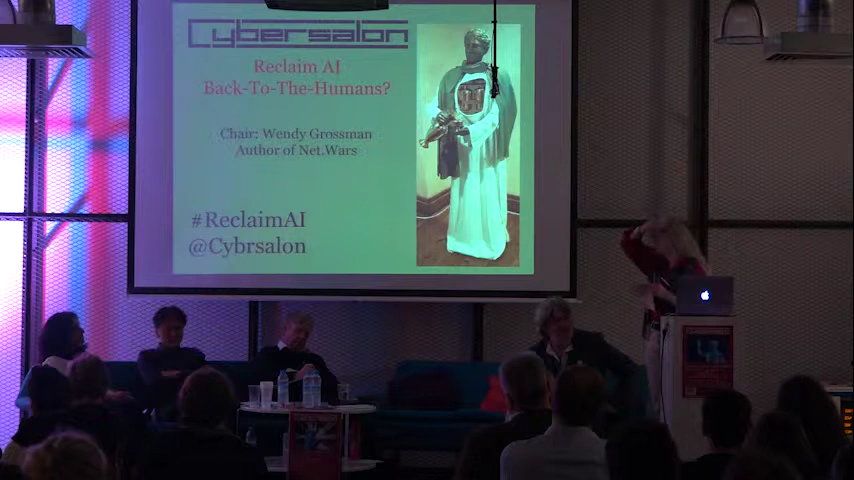 Cybersalon
Reclaim AI
Back-To-The-Humans?
Chair: Wendy Grossman
Author of Net.Wars
#ReclaimAI
@Cybrsalon